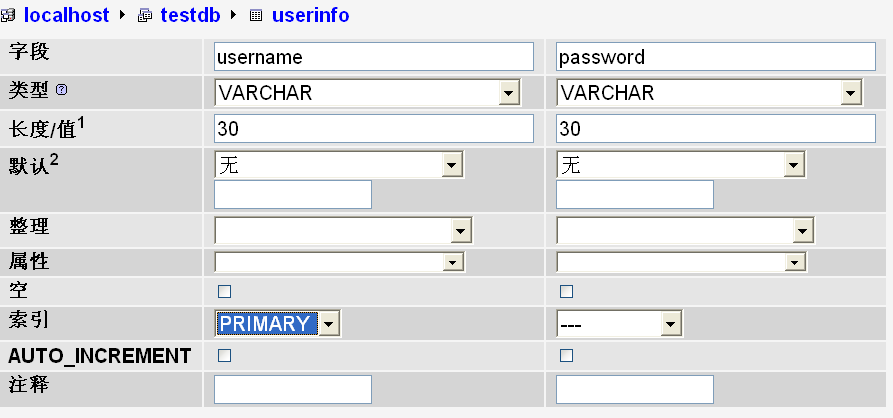 localhost testdb userinfo
字段 username password
类型 VARCHAR VARCHAR
长度/值1 30 30
默认2 无 无
整理
属性
空
索引 PRIMARY ---
AUTO_INCREMENT
注释